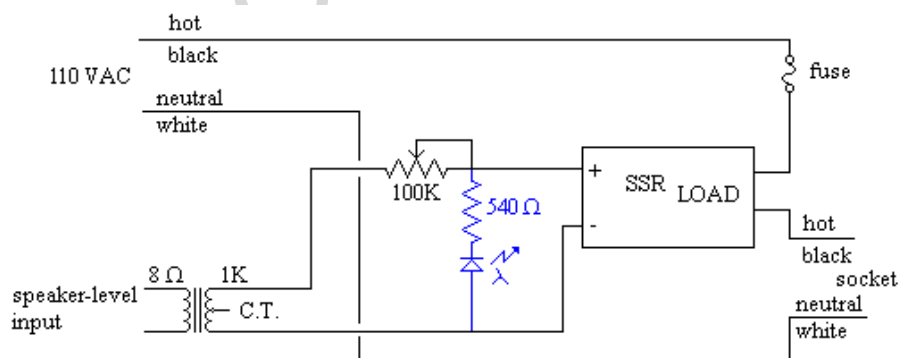 hot
black
110 VAC
fuse
neutral
white
+
SSR
LOAD
100K
540 Ω
-
hot
black
8 Ω
1K
socket
speaker-level
input
C.T.
λ
neutral
white